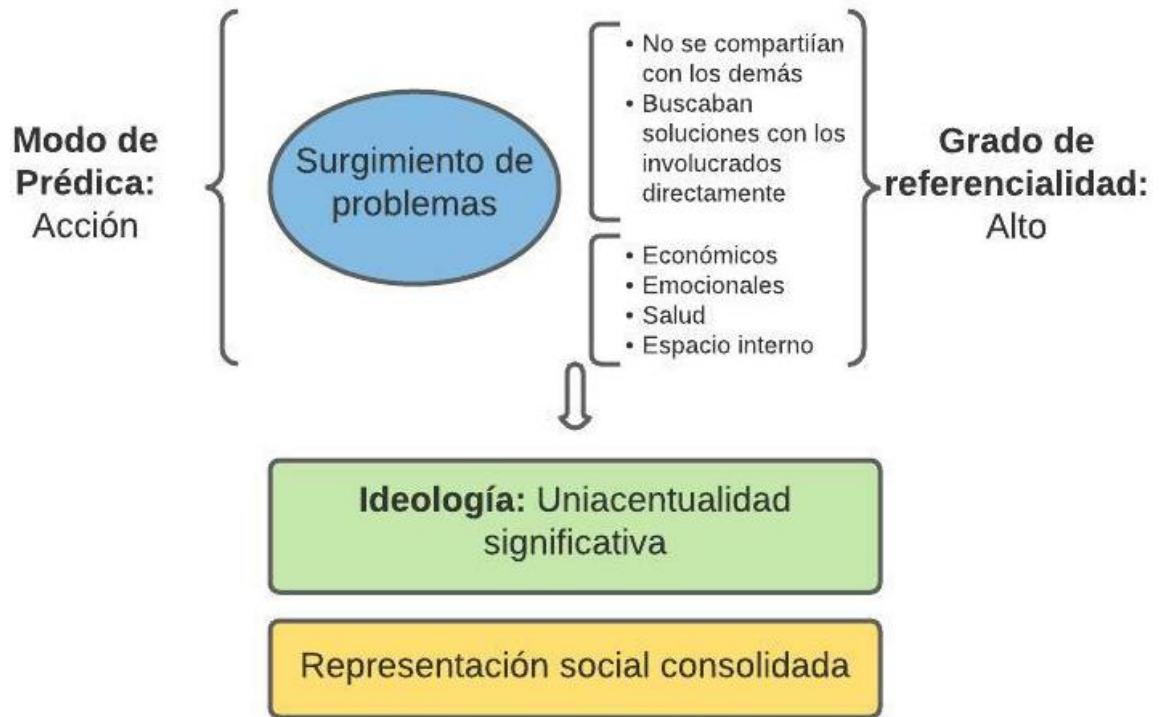 Modo de
Prédica:
Acción
Surgimiento de
problemas
• No se compartiían
con los demás
• Buscaban
soluciones con los
involucrados
directamente
• Económicos
• Emocionales
• Salud
• Espacio interno
Grado de
referencialidad:
Alto
Ideología: Uniacentualidad
significativa
Representación social consolidada